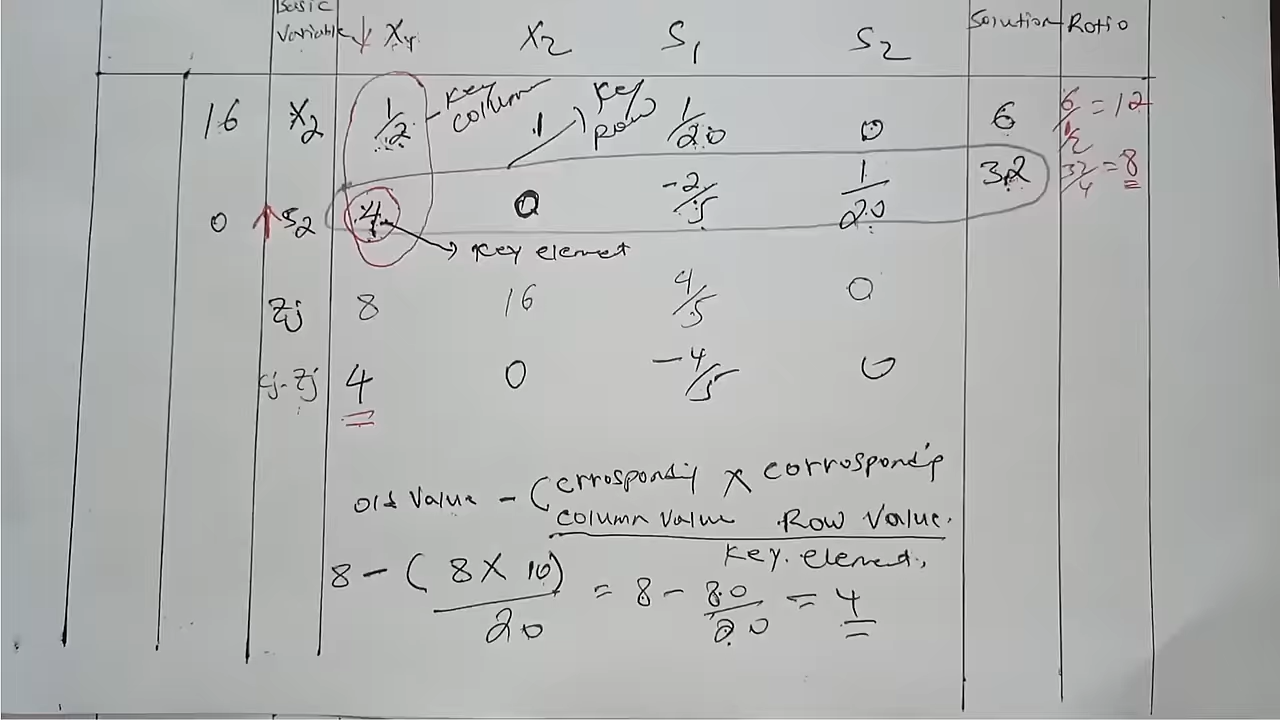 Basic
Variable X1 X2 S1 S2 Solution Ratio
16 X2 1/2 Key column 1 Key Row 1/20 0 6 6/1/2 = 12
0 S2 4 0 -2/5 1/20 32 32/4 = 8
Key elemet
Zj 8 16 4/5 0
Cj-Zj 4 0 -4/5 0
Old Value - (Corresponding column value X corresponding Row Value / Key element
8 - (8 X 10)/20 = 8 - 80/20 = 4